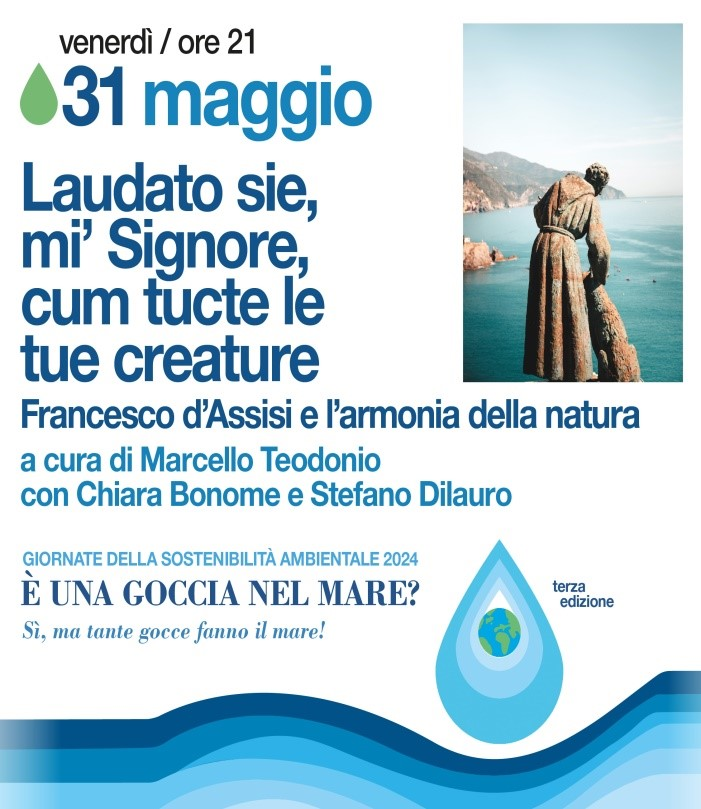 venerdì / ore 21
31 maggio
Laudato sie,
mi’ Signore,
cum tucte le
tue creature
Francesco d’Assisi e l’armonia della natura
a cura di Marcello Teodonio
con Chiara Bonome e Stefano Dilauro
GIORNATE DELLA SOSTENIBILITÀ AMBIENTALE 2024
È UNA GOCCIA NEL MARE?
Sì, ma tante gocce fanno il mare!
terza
edizione